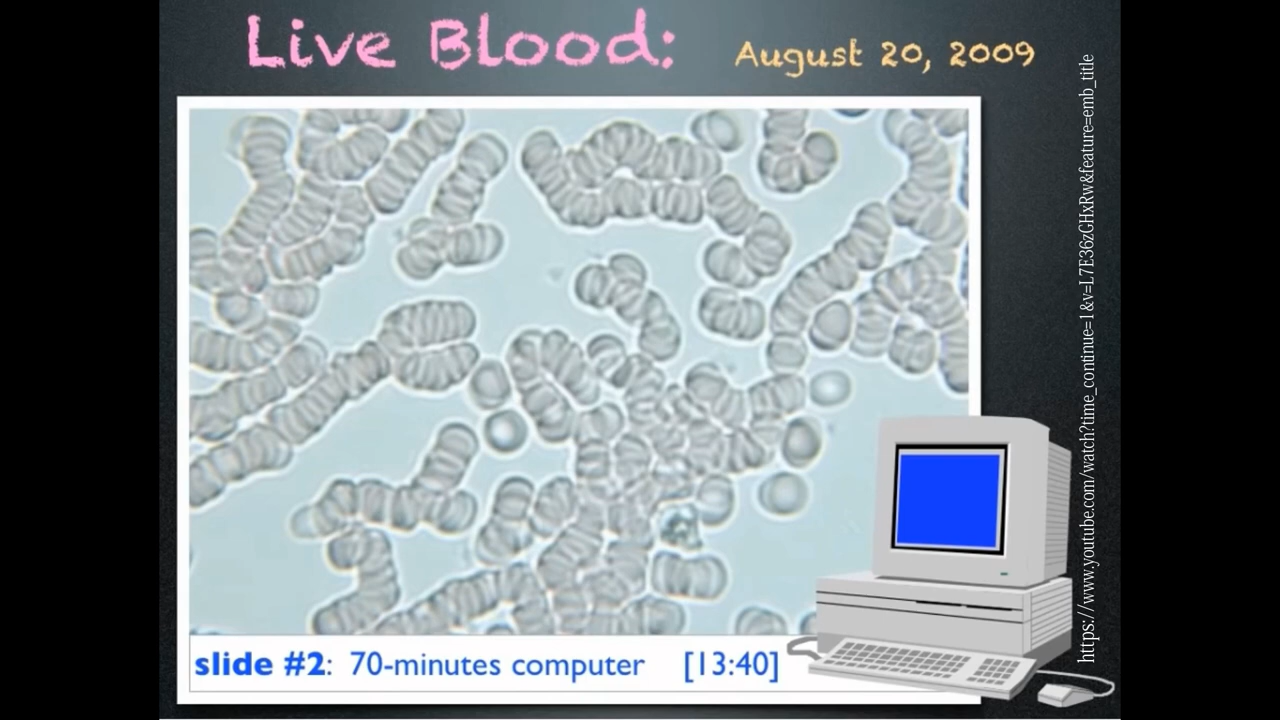 Live Blood: August 20, 2009
slide #2: 70-minutes computer [13:40]
https://www.youtube.com/watch?time_continue=1&v=L7E36zGHxRw&feature=emb_title